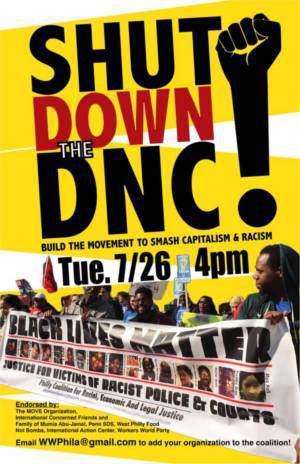 SHUT
DOWN
THE
DNC!
BUILD THE MOVEMENT TO SMASH CAPITALISM & RACISM
Tue. 7/26 4pm
BLACK LIVES MATTER
JUSTICE FOR VICTIMS OF RACIST POLICE & COURTS
Philly Coalition for Racial, Economic And Legal Justice
Endorsed by:
The MOVE Organization,
International Concerned Friends and
Family of Mumia Abu-Jamal, Penn SDS, West Philly Food
Not Bombs, International Action Center, Workers World Party
Email WWPhila@gmail.com to add your organization to the coalition!